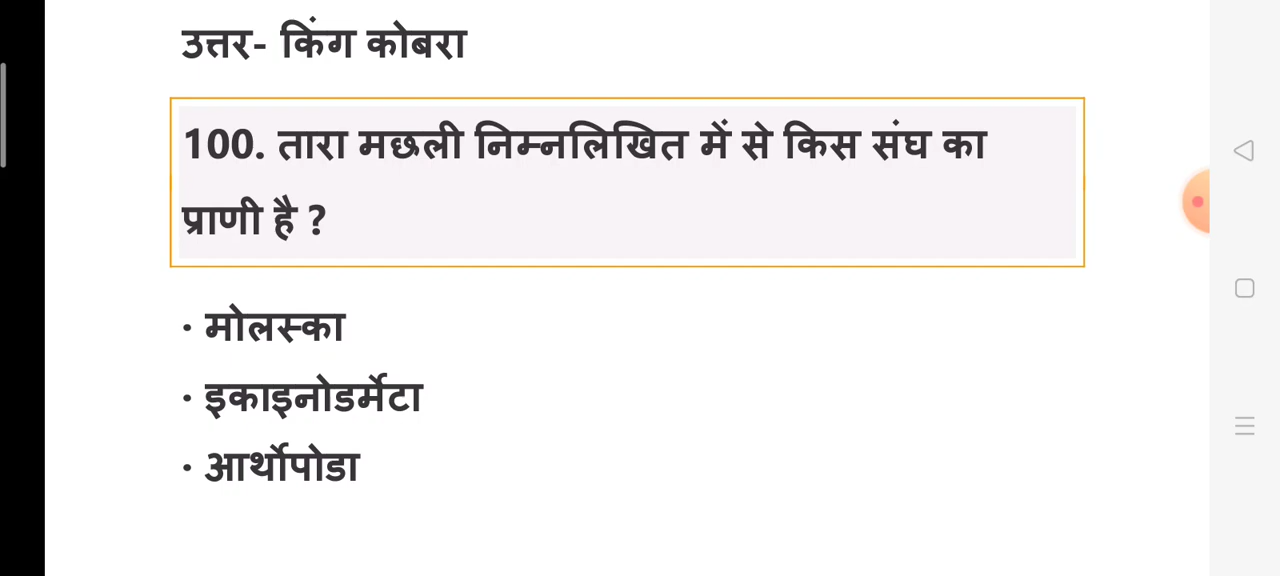 उत्तर- किंग कोबरा
100. तारा मछली निम्नलिखित में से किस संघ का
प्राणी है ?
· मोलस्का
· इकाइनोडर्मेटा
· आर्थोपोडा